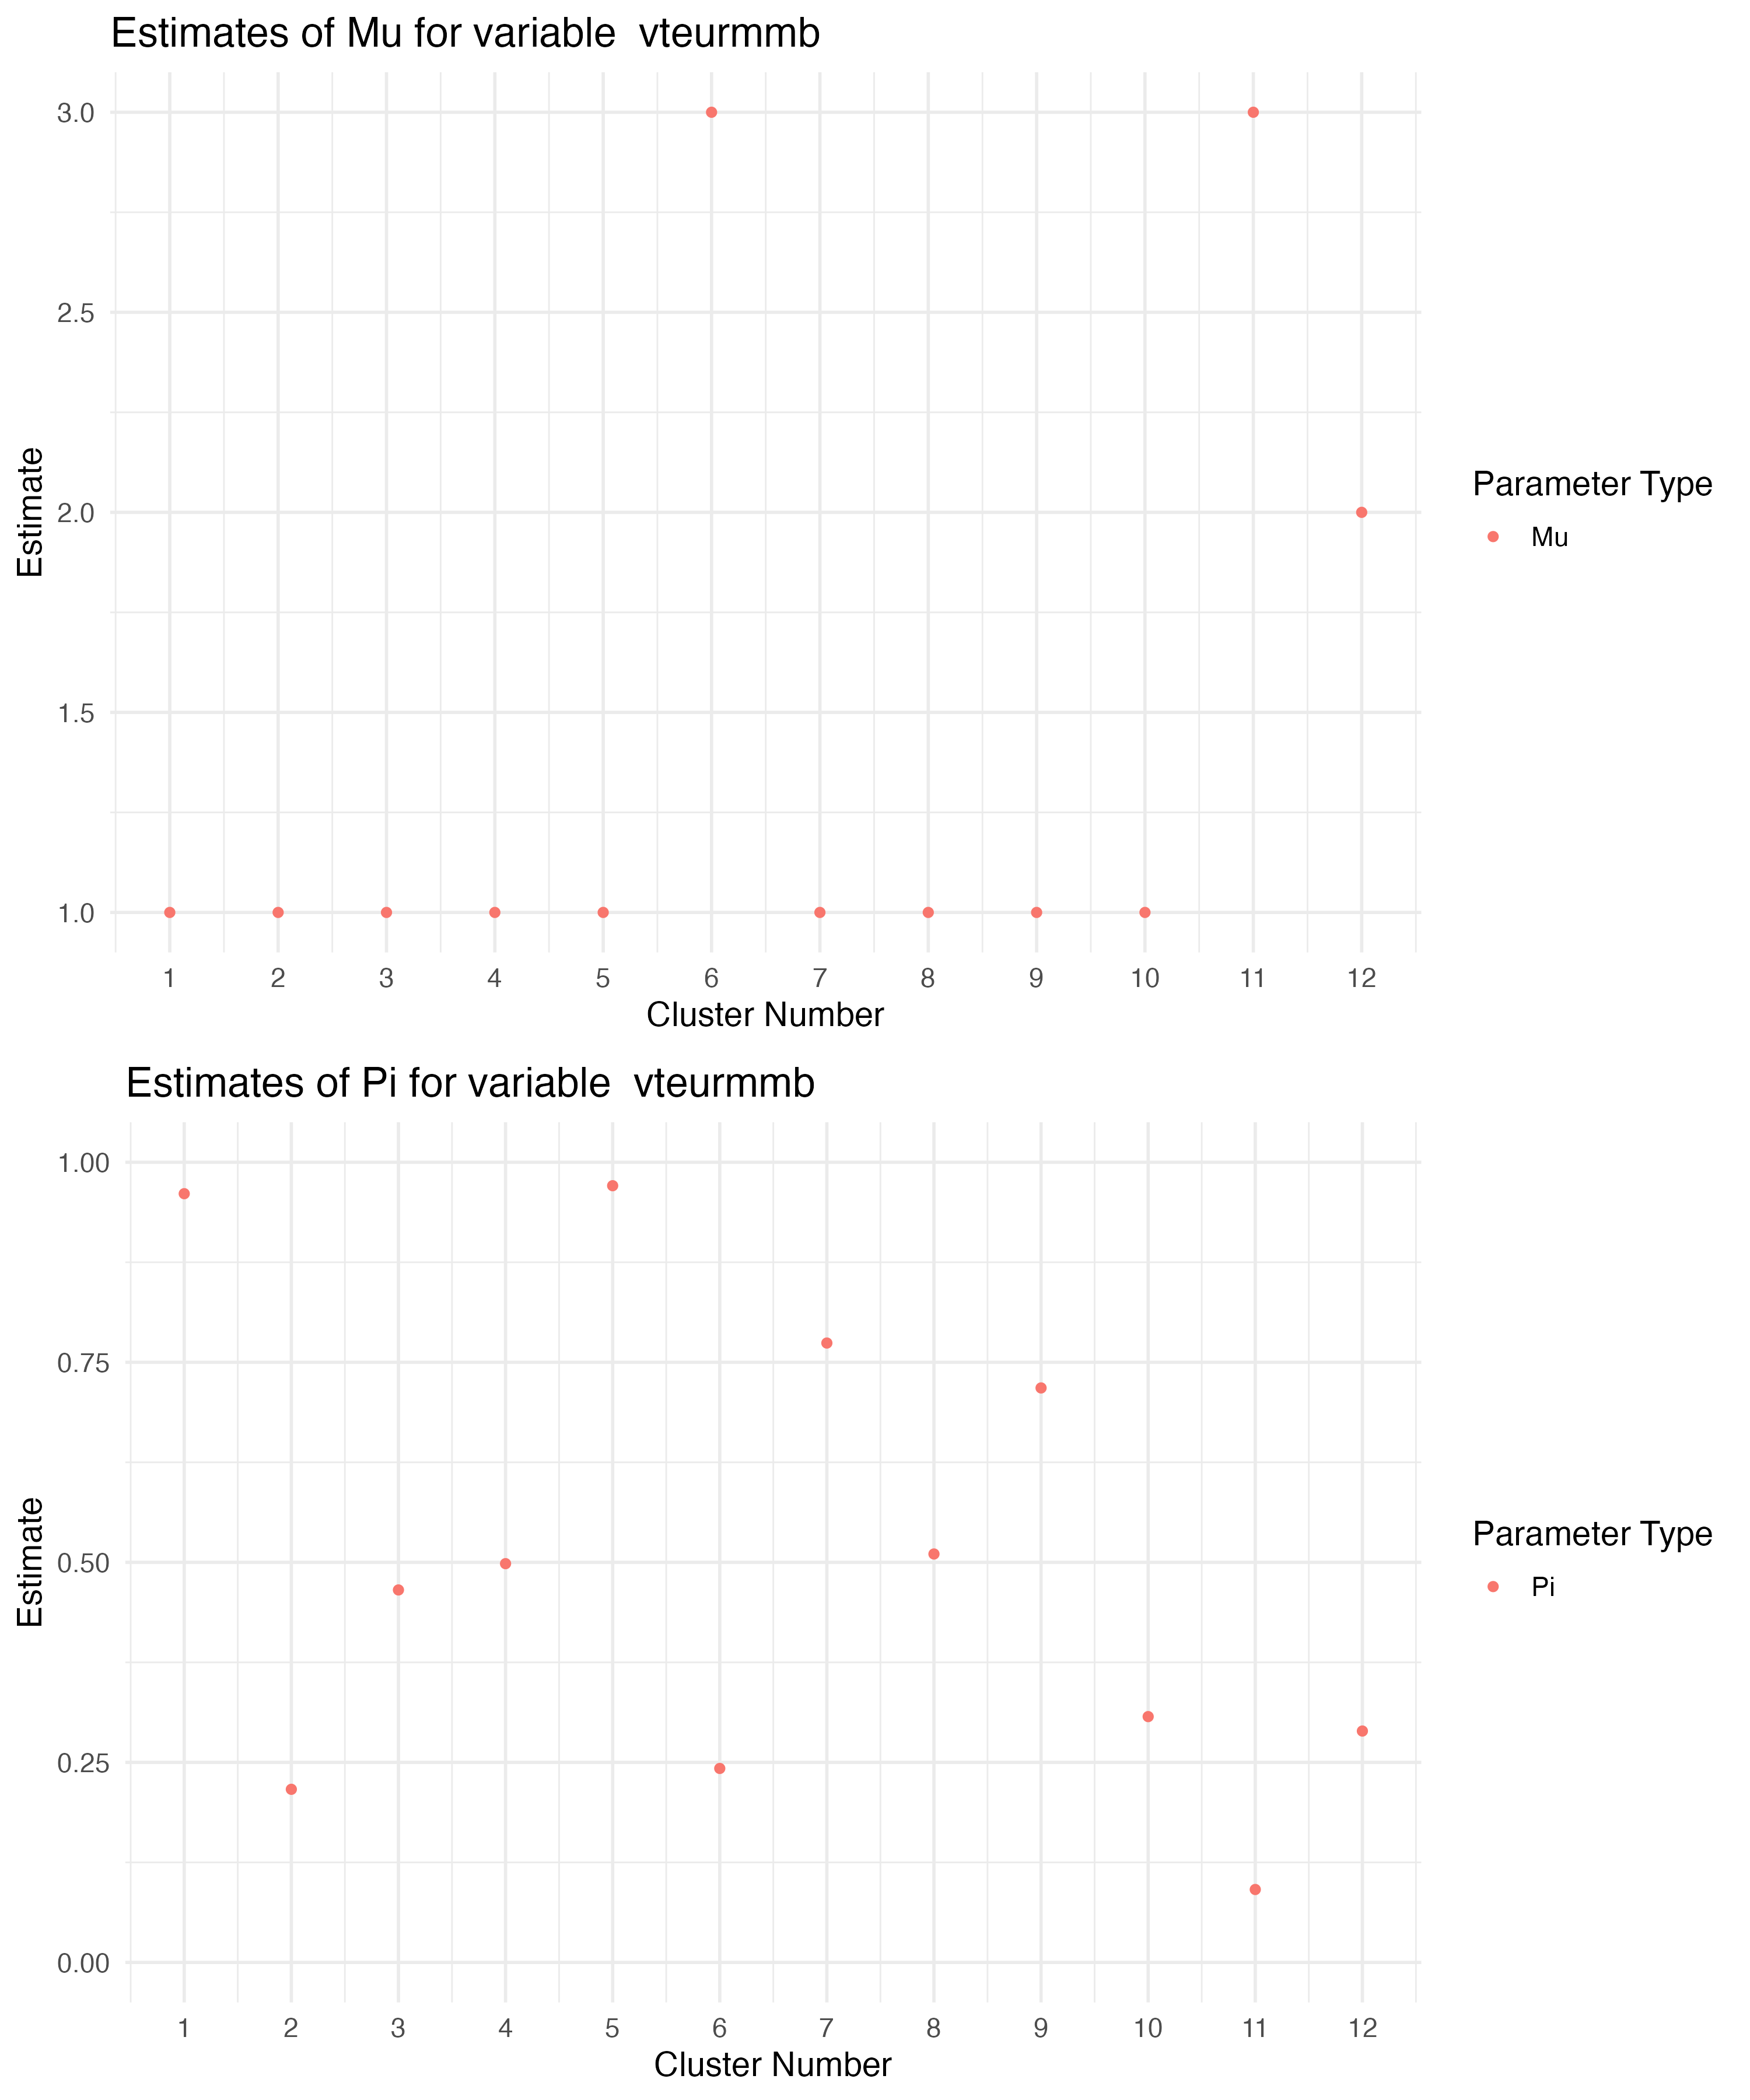 Estimates of Mu for variable  vteurmmb
3.0
2.5
2.0
1.5
1.0
Estimate
1 2 3 4 5 6 7 8 9 10 11 12
Cluster Number
Parameter Type
Mu
Estimates of Pi for variable  vteurmmb
1.00
0.75
0.50
0.25
0.00
Estimate
1 2 3 4 5 6 7 8 9 10 11 12
Cluster Number
Parameter Type
Pi